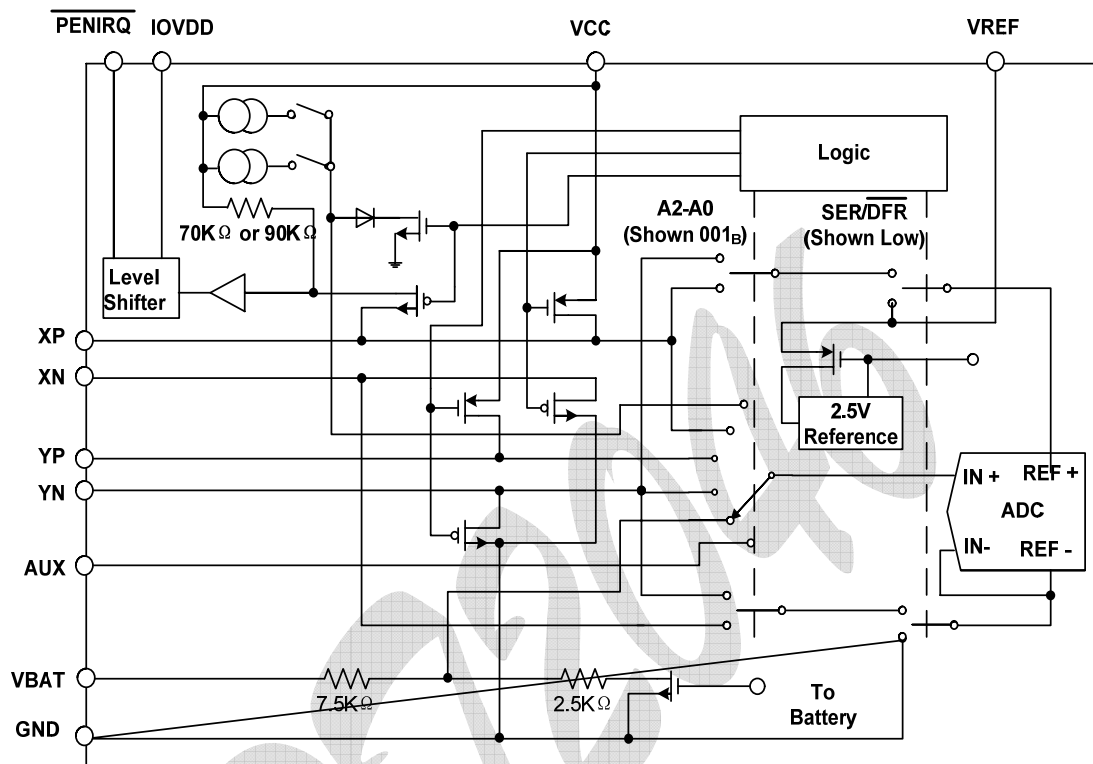 PENIRQ
IOVDD
VCC
VREF
Logic
A2-A0
(Shown 001B)
SER/DFR
(Shown Low)
70KΩ or 90KΩ
Level
Shifter
XP
XN
2.5V
Reference
YP
YN
IN +
REF +
ADC
IN-
REF -
AUX
VBAT
7.5KΩ
2.5KΩ
To
Battery
GND